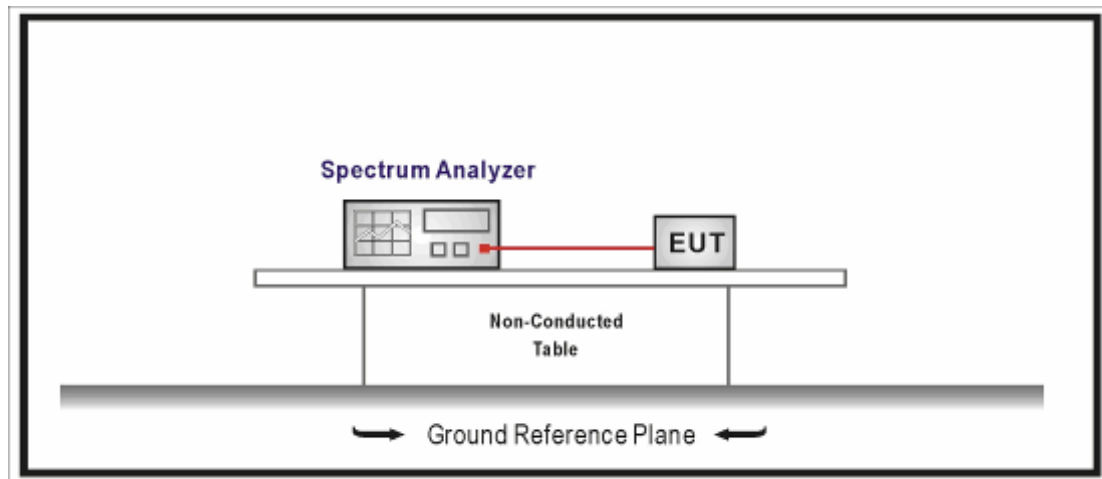 Spectrum Analyzer
EUT
Non-Conducted
Table
Ground Reference Plane